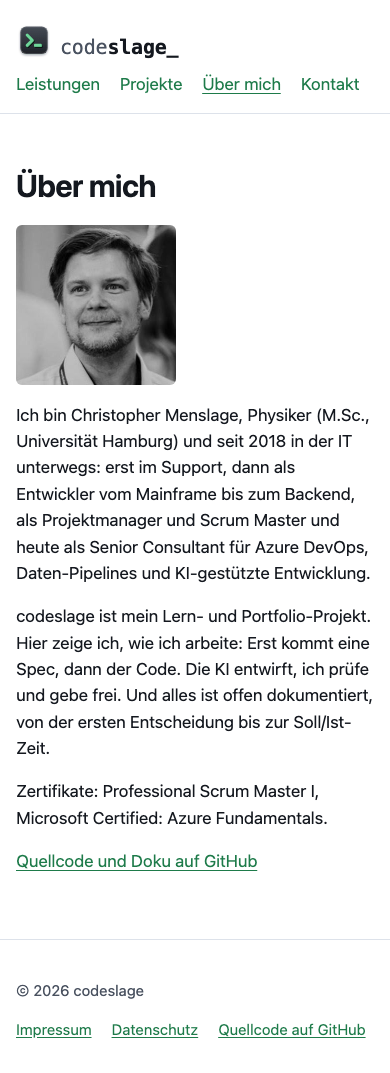 codeslage_
Leistungen Projekte Über mich Kontakt
Über mich
Ich bin Christopher Menslage, Physiker (M.Sc.,
Universität Hamburg) und seit 2018 in der IT
unterwegs: erst im Support, dann als
Entwickler vom Mainframe bis zum Backend,
als Projektmanager und Scrum Master und
heute als Senior Consultant für Azure DevOps,
Daten-Pipelines und KI-gestützte Entwicklung.
codeslage ist mein Lern- und Portfolio-Projekt.
Hier zeige ich, wie ich arbeite: Erst kommt eine
Spec, dann der Code. Die KI entwirft, ich prüfe
und gebe frei. Und alles ist offen dokumentiert,
von der ersten Entscheidung bis zur Soll/Ist-
Zeit.
Zertifikate: Professional Scrum Master I,
Microsoft Certified: Azure Fundamentals.
Quellcode und Doku auf GitHub
© 2026 codeslage
Impressum Datenschutz Quellcode auf GitHub